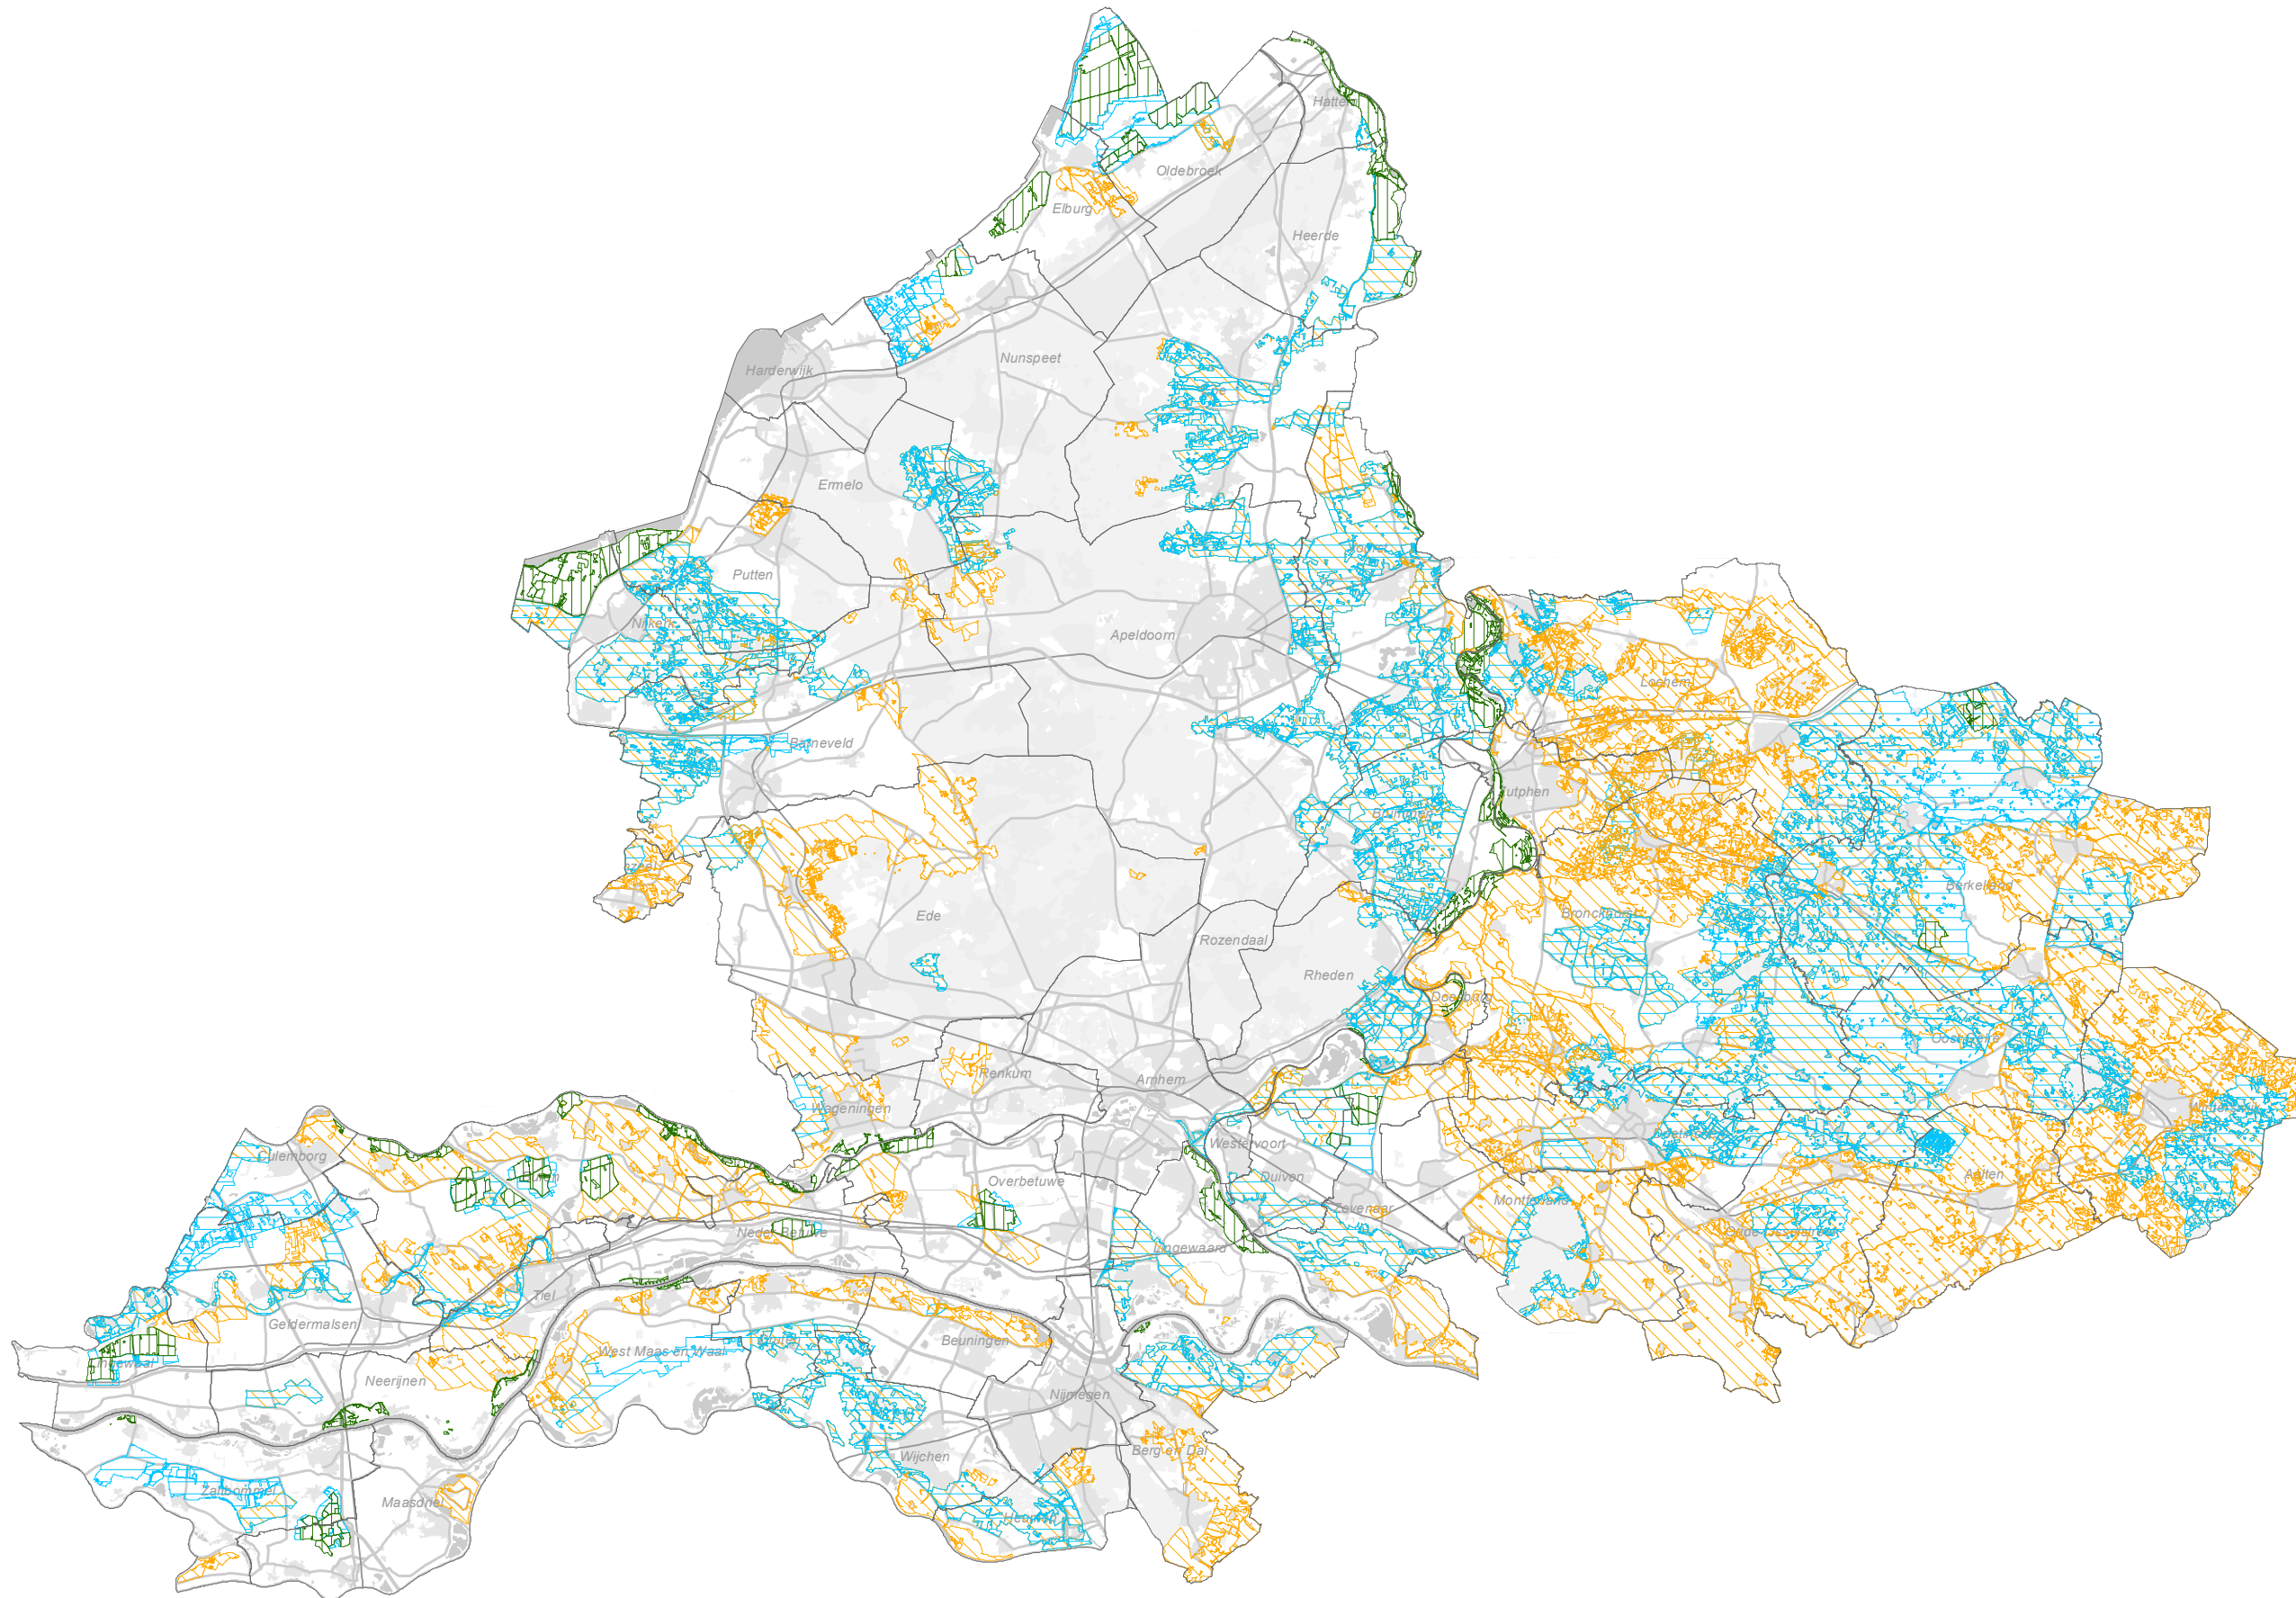 Hattem
Oldebroek
Elburg
Heerde
Nunspeet
Harderwijk
Ermelo
Putten
Nijkerk
Apeldoorn
Lochem
Barneveld
Zutphen
Brummen
Berkelland
Ede
Bronckhorst
Rozendaal
Rheden
Doesburg
Renkum
Arnhem
Wageningen
Westervoort
Culemborg
Duiven
Overbetuwe
Aalten
Montferland
Zevenaar
Neder-Betuwe
Lingewaard
Tiel
Geldermalsen
Beuningen
West Maas en Waal
Neerijnen
Nijmegen
Berg en Dal
Wijchen
Zaltbommel
Maasdriel
Heumen